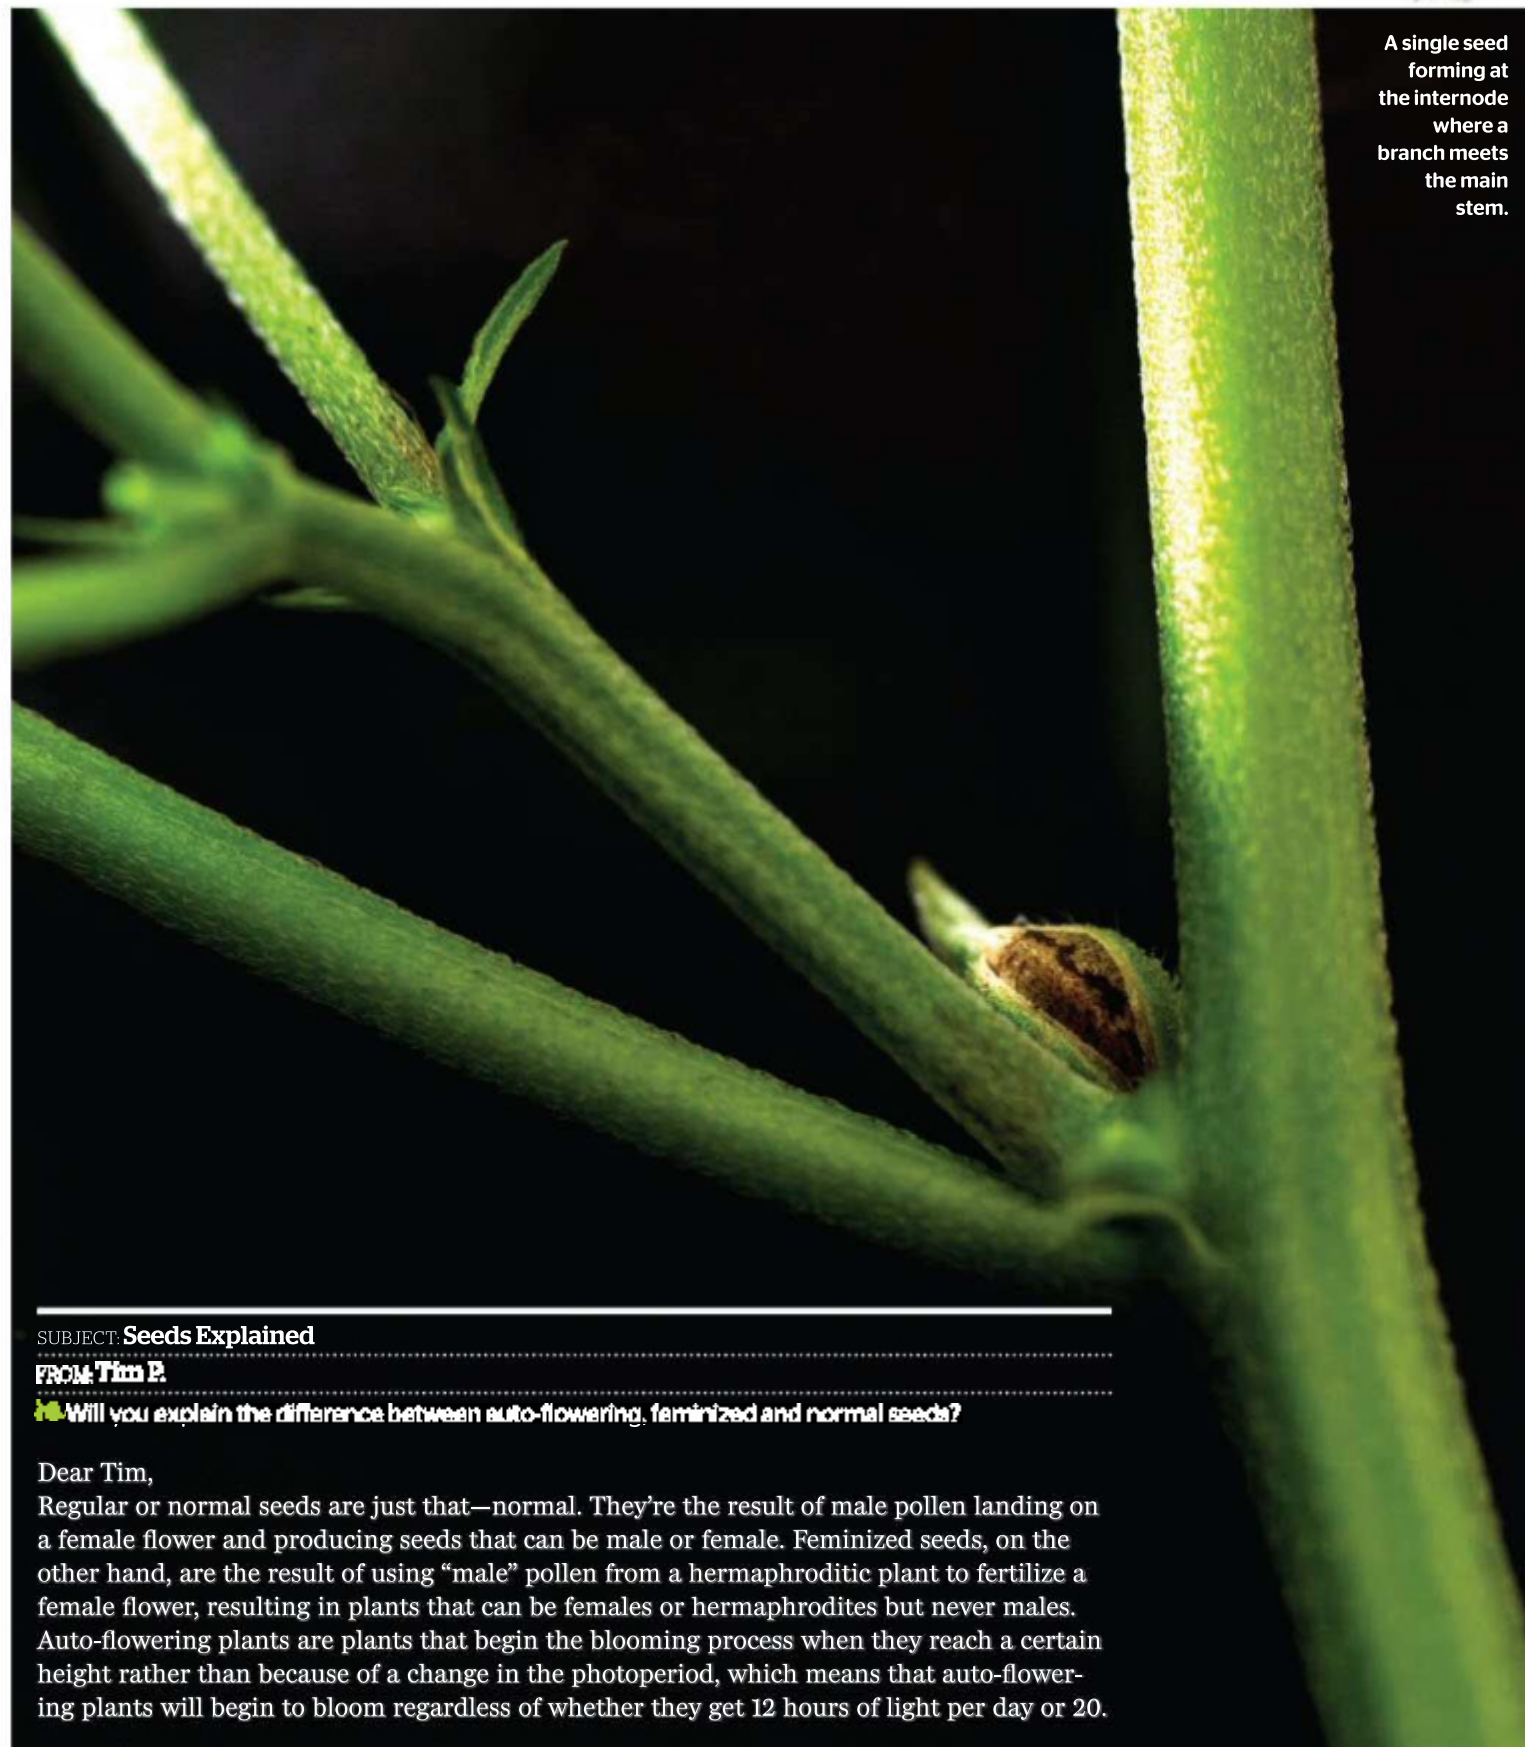 A single seed
forming at
the internode
where a
branch meets
the main
stem.
SUBJECT: Seeds Explained
FROM: Tim P.
Will you explain the difference between auto-flowering, feminized and normal seeds?
Dear Tim,
Regular or normal seeds are just that—normal. They’re the result of male pollen landing on
a female flower and producing seeds that can be male or female. Feminized seeds, on the
other hand, are the result of using “male” pollen from a hermaphroditic plant to fertilize a
female flower, resulting in plants that can be females or hermaphrodites but never males.
Auto-flowering plants are plants that begin the blooming process when they reach a certain
height rather than because of a change in the photoperiod, which means that auto-flower-
ing plants will begin to bloom regardless of whether they get 12 hours of light per day or 20.